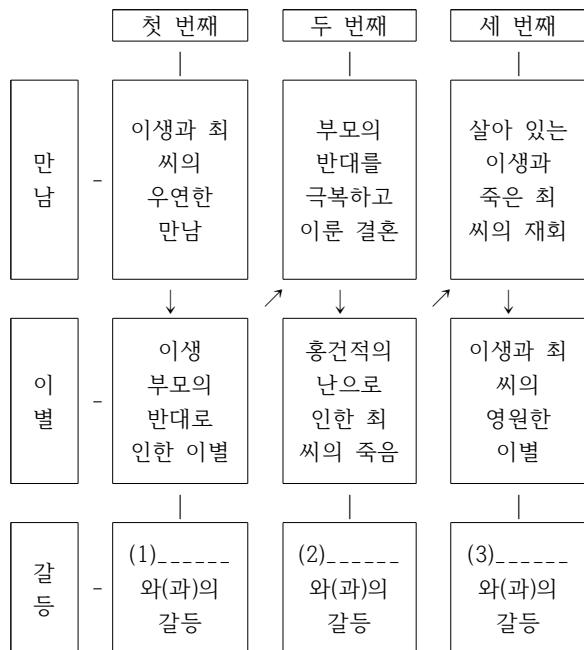 첫 번째
두 번째
세 번째
만
남
-
이생과 최
씨의
우연한
만남
부모의
반대를
극복하고
이룬 결혼
살아 있는
이생과
죽은 최
씨의 재회
↓ ↗ ↓ ↗ ↓
이
별
-
이생
부모의
반대로
인한 이별
홍건적의
난으로
인한 최
씨의 죽음
이생과 최
씨의
영원한
이별
갈
등
-
(1)______
와(과)의
갈등
(2)______
와(과)의
갈등
(3)______
와(과)의
갈등